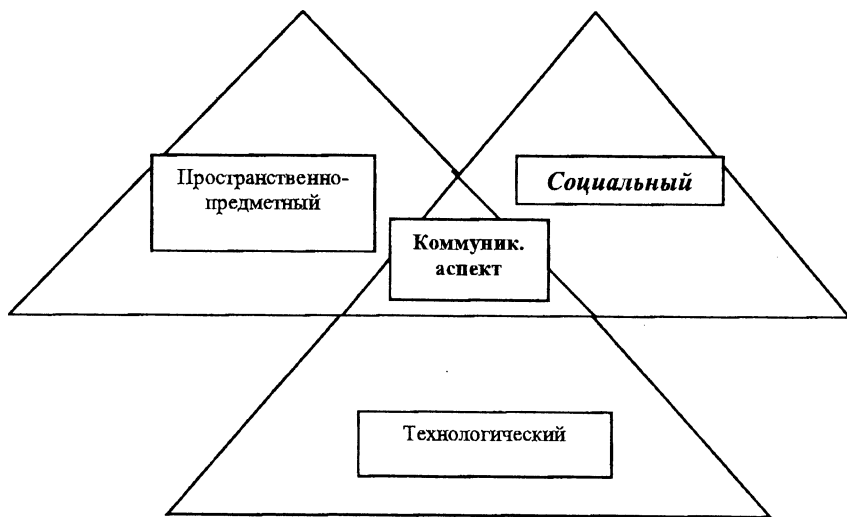 Пространственно-
предметный
Социальный
Коммуник.
аспект
Технологический